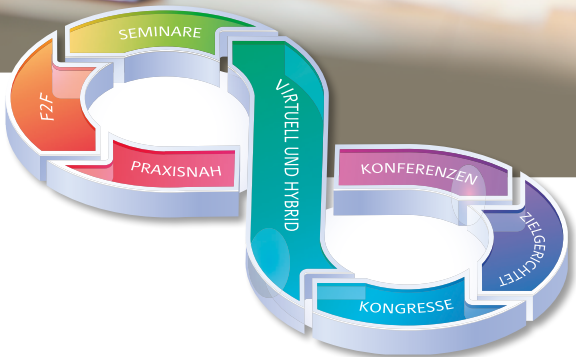 SEMINARE
F2F
PRAXISNAH
VIRTUELL UND HYBRID
KONFERENZEN
ZIELGERICHTET
KONGRESSE